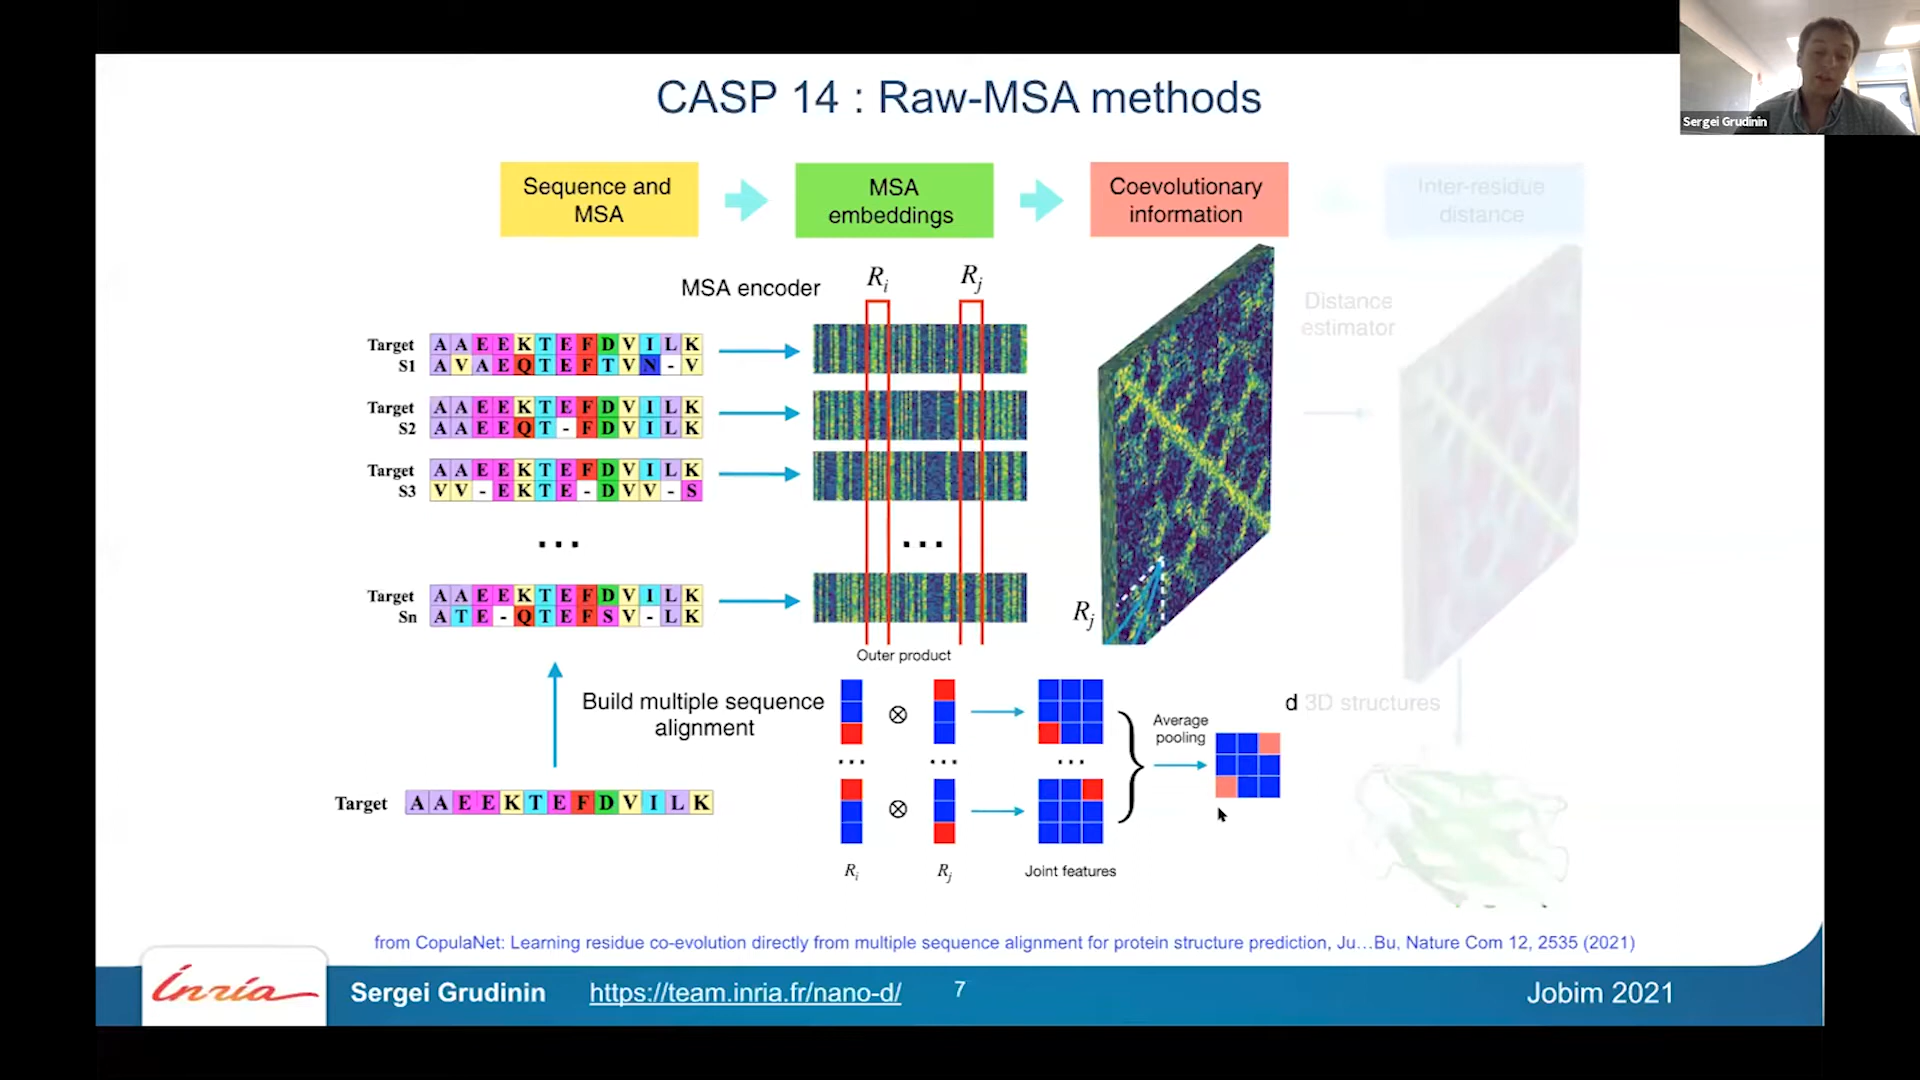 CASP 14 : Raw-MSA methods
Sergei Grudinin
Sequence and
MSA
MSA
embeddings
Coevolutionary
information
Inter-residue
distance
MSA encoder
Ri
Rj
Distance
estimator
Target A A E E K T E F D V I L K
S1 A V A E Q T E F T V N - V
Target A A E E K T E F D V I L K
S2 A A E E Q T - F D V I L K
Target A A E E K T E F D V I L K
S3 V V - E K T E - D V V - S
... ...
Target A A E E K T E F D V I L K
Sn A T E - Q T E F S V - L K
Rj
Outer product
Build multiple sequence
alignment
⊗
... ... ...
⊗
Average
pooling
d 3D structures
Target A A E E K T E F D V I L K
Ri
Rj
Joint features
from CopulaNet: Learning residue co-evolution directly from multiple sequence alignment for protein structure prediction, Ju...Bu, Nature Com 12, 2535 (2021)
Inria
Sergei Grudinin
https://team.inria.fr/nano-d/
7
Jobim 2021